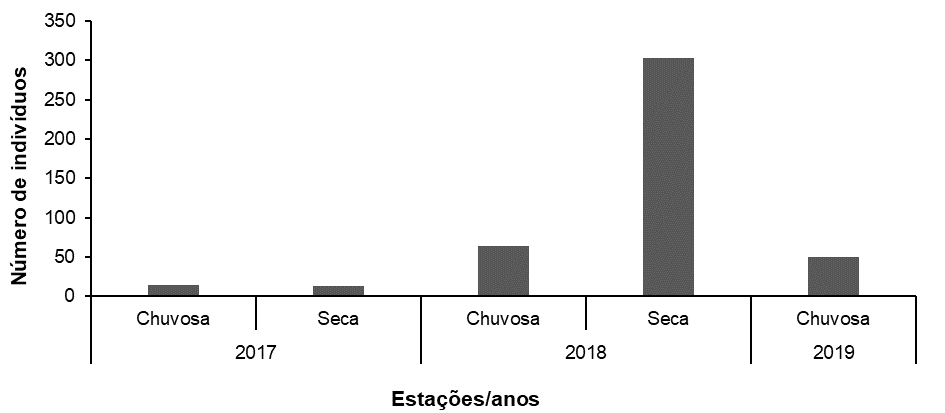 350
300
250
200
150
100
50
0
Número de indivíduos
Chuvosa Seca Chuvosa Seca Chuvosa
2017 2018 2019
Estações/anos